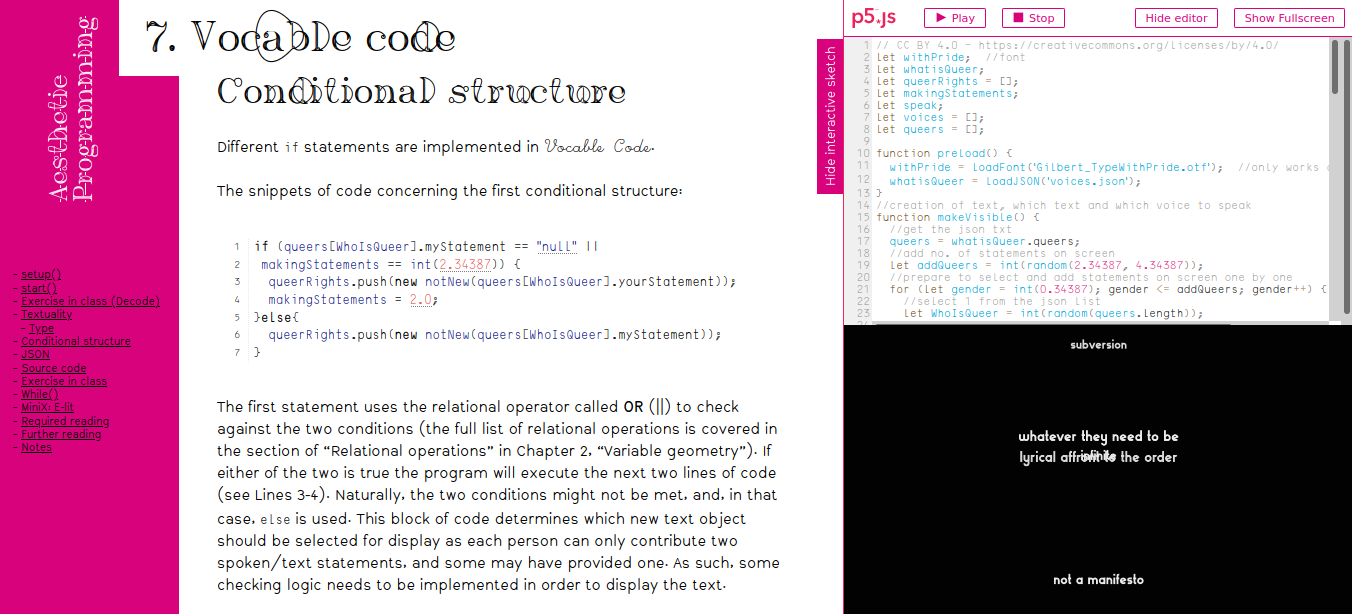 Aesthetic
Programming
- setup()
- start()
- Exercise in class (Decode)
- Textuality
- Type
- Conditional structure
- JSON
- Source code
- Exercise in class
- While()
- MiniX: E-lit
- Required reading
- Further reading
- Notes
7. Vocable code
Conditional structure
Different if statements are implemented in Vocable Code.
The snippets of code concerning the first conditional structure:
1 if (queers[WhoIsQueer].myStatement == "null" ||
2 makingStatements == int(2.34387)) {
3 queerRights.push(new notNew(queers[WhoIsQueer].yourStatement));
4 makingStatements = 2.0;
5 }else{
6 queerRights.push(new notNew(queers[WhoIsQueer].myStatement));
7 }
The first statement uses the relational operator called OR (||) to check
against the two conditions (the full list of relational operations is covered in
the section of “Relational operations” in Chapter 2, “Variable geometry”). If
either of the two is true the program will execute the next two lines of code
(see Lines 3-4). Naturally, the two conditions might not be met, and, in that
case, else is used. This block of code determines which new text object
should be selected for display as each person can only contribute two
spoken/text statements, and some may have provided one. As such, some
checking logic needs to be implemented in order to display the text.
Hide interactive sketch
p5.js
Play
Stop
Hide editor
Show Fullscreen
1 // CC BY 4.0 - https://creativecommons.org/licenses/by/4.0/
2 let withPride; //font
3 let whatisQueer;
4 let queerRights = [];
5 let makingStatements;
6 let speak;
7 let voices = [];
8 let queers = [];
9
10 function preload() {
11 withPride = loadFont('Gilbert_TypeWithPride.otf'); //only works
12 whatisQueer = loadJSON('voices.json');
13 }
14 //creation of text, which text and which voice to speak
15 function makeVisible() {
16 //get the json txt
17 queers = whatisQueer.queers;
18 //add no. of statements on screen
19 let addQueers = int(random(2.34387, 4.34387));
20 //prepare to select and add statements on screen one by one
21 for (let gender = int(0.34387); gender <= addQueers; gender++) {
22 //select 1 from the json list
23 let WhoIsQueer = int(random(queers.length));
subversion
whatever they need to be
lyrical affront to the order
not a manifesto